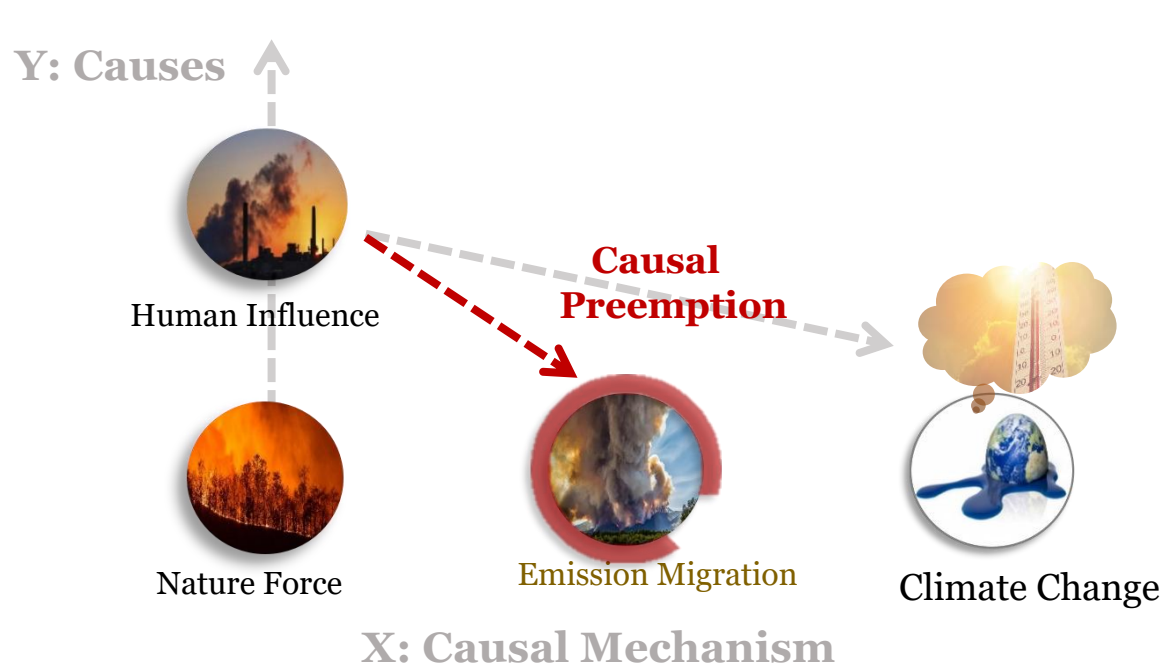 Y: Causes
Human Influence
Causal
Preemption
Nature Force
Emission Migration
Climate Change
X: Causal Mechanism